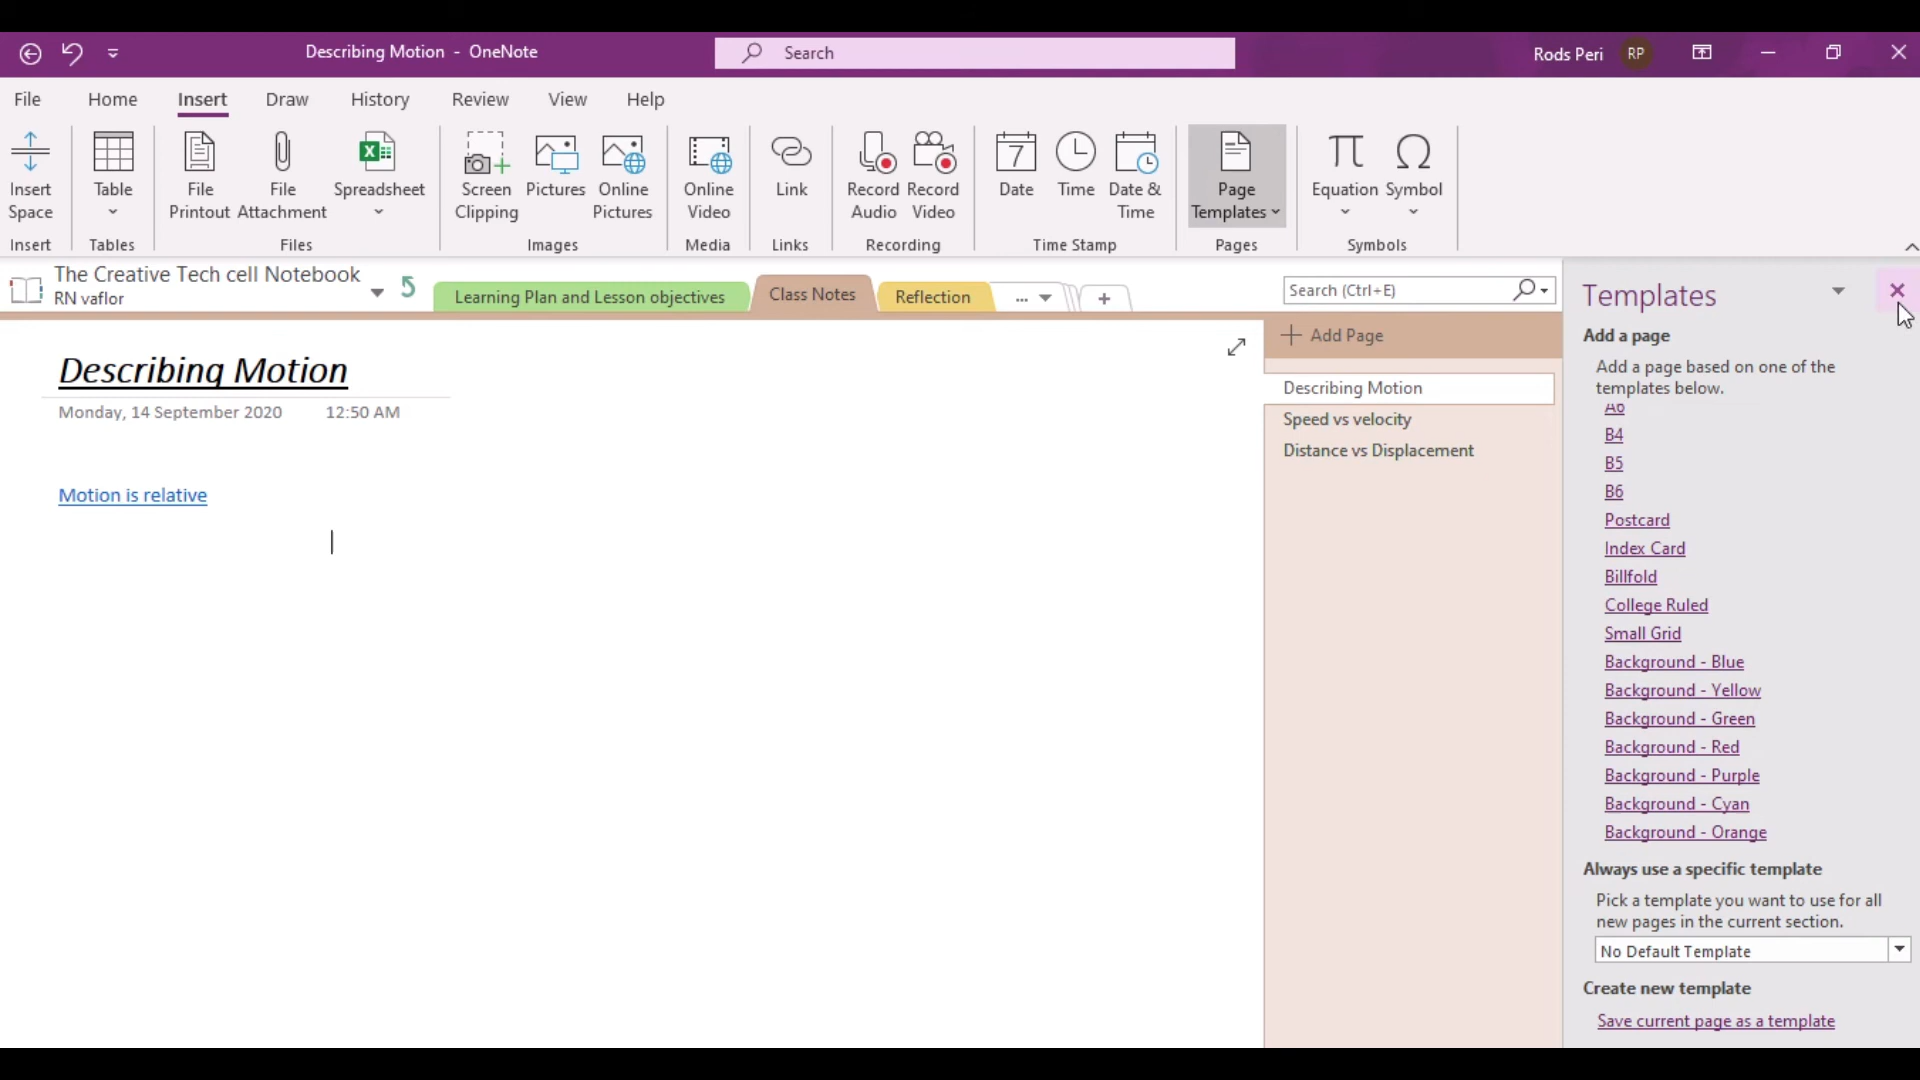 Describing Motion - OneNote
Search
Rods Peri
RP
File
Home
Insert
Draw
History
Review
View
Help
Insert
Space
Table
File
Printout
File
Attachment
Spreadsheet
Screen
Clipping
Pictures
Online
Pictures
Online
Video
Link
Record
Audio
Record
Video
7
Date
Time
Date &
Time
Page
Templates
π
Equation
Ω
Symbol
Insert
Tables
Files
Images
Media
Links
Recording
Time Stamp
Pages
Symbols
The Creative Tech cell Notebook
RN vaflor
Learning Plan and Lesson objectives
Class Notes
Reflection
...
+
Search (Ctrl+E)
Describing Motion
Monday, 14 September 2020
12:50 AM
Motion is relative
Add Page
Describing Motion
Speed vs velocity
Distance vs Displacement
Templates
Add a page
Add a page based on one of the
templates below.
A6
B4
B5
B6
Postcard
Index Card
Billfold
College Ruled
Small Grid
Background - Blue
Background - Yellow
Background - Green
Background - Red
Background - Purple
Background - Cyan
Background - Orange
Always use a specific template
Pick a template you want to use for all
new pages in the current section.
No Default Template
Create new template
Save current page as a template